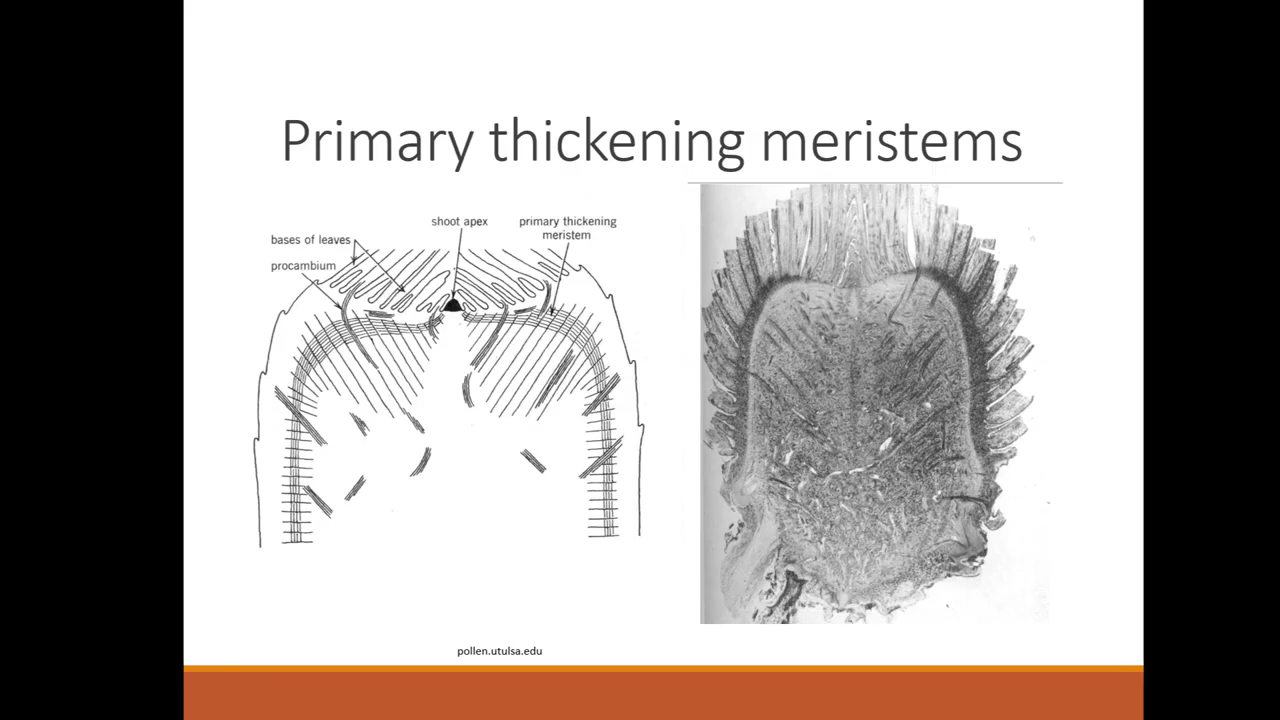 Primary thickening meristems
shoot apex
primary thickening
meristem
bases of leaves
procambium
pollen.utulsa.edu